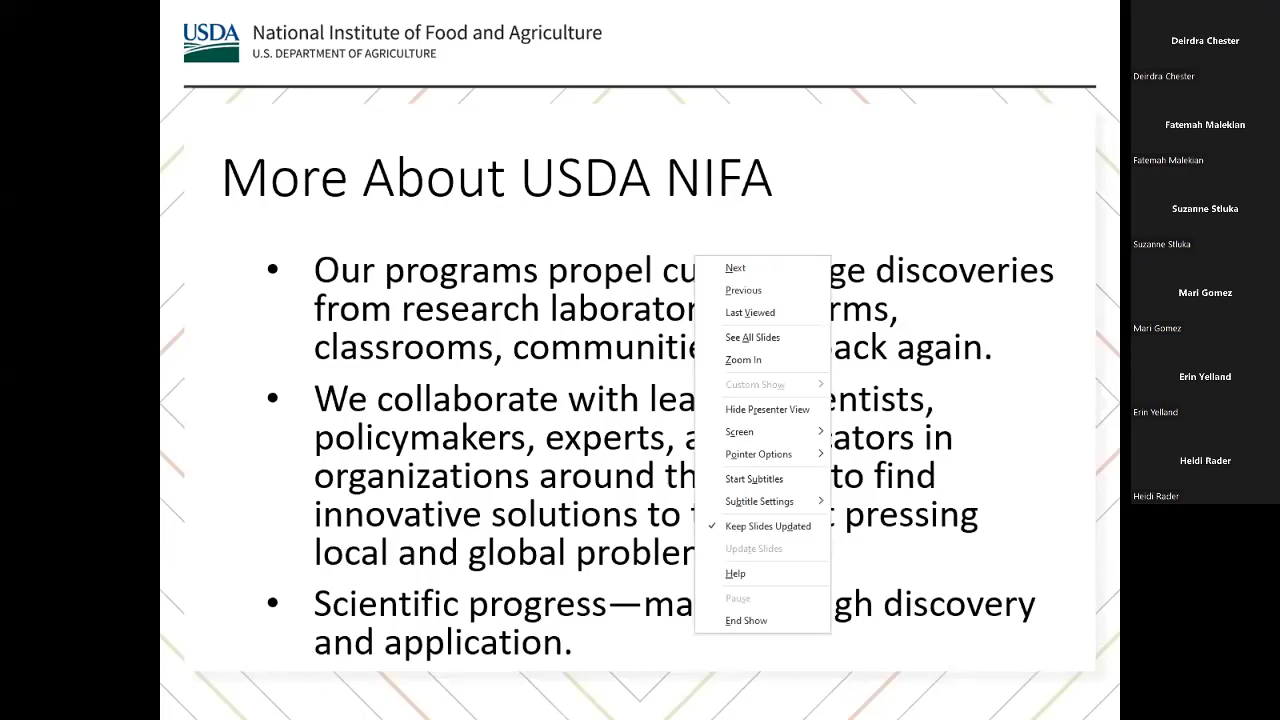 USDA
National Institute of Food and Agriculture
U.S. DEPARTMENT OF AGRICULTURE
More About USDA NIFA
• Our programs propel cu ge discoveries
from research laborator rms,
classrooms, communitie ack again.
• We collaborate with lea entists,
policymakers, experts, a ators in
organizations around th to find
innovative solutions to t t pressing
local and global problem
• Scientific progress—ma gh discovery
and application.
Next
Previous
Last Viewed
See All Slides
Zoom In
Custom Show
Hide Presenter View
Screen
Pointer Options
Start Subtitles
Subtitle Settings
Keep Slides Updated
Update Slides
Help
Pause
End Show
Deirdra Chester
Deirdra Chester
Fatemah Malekian
Fatemah Malekian
Suzanne Stluka
Suzanne Stluka
Mari Gomez
Mari Gomez
Erin Yelland
Erin Yelland
Heidi Rader
Heidi Rader